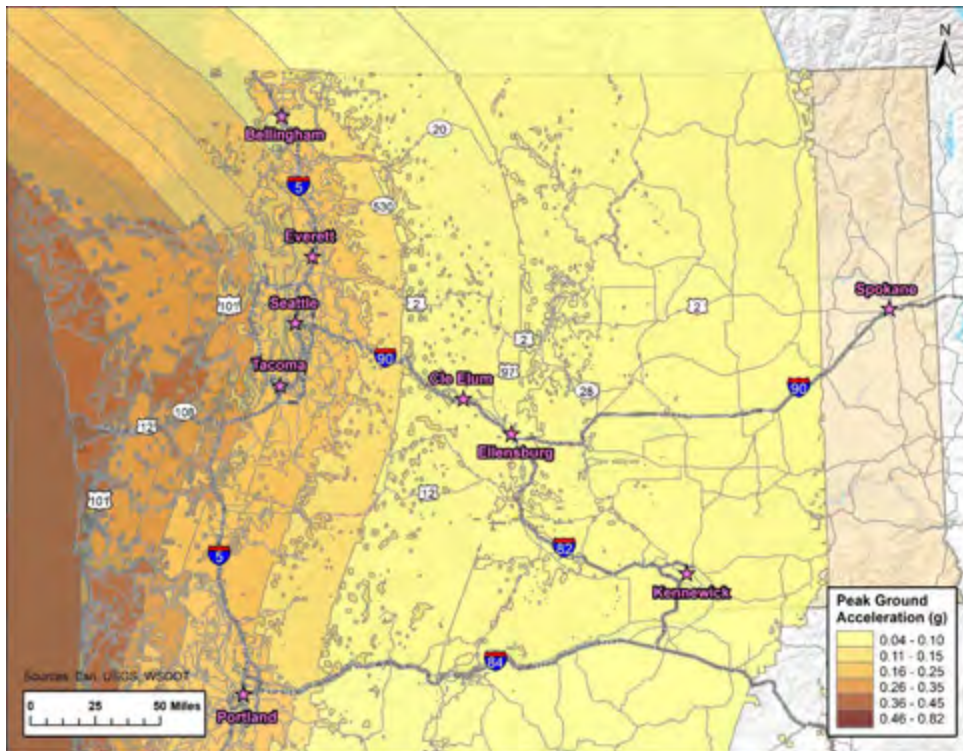 N
Bellingham
20
5
530
Everett
101
Seattle
2
2
Spokane
2
90
Tacoma
97
Cle Elum
28
90
108
12
Ellensburg
12
101
82
5
Kennewick
84
Peak Ground
Acceleration (g)
0.04 - 0.10
0.11 - 0.15
0.16 - 0.25
0.26 - 0.35
0.36 - 0.45
0.46 - 0.82
Sources: Esri, USGS, WSDOT
0 25 50 Miles
Portland